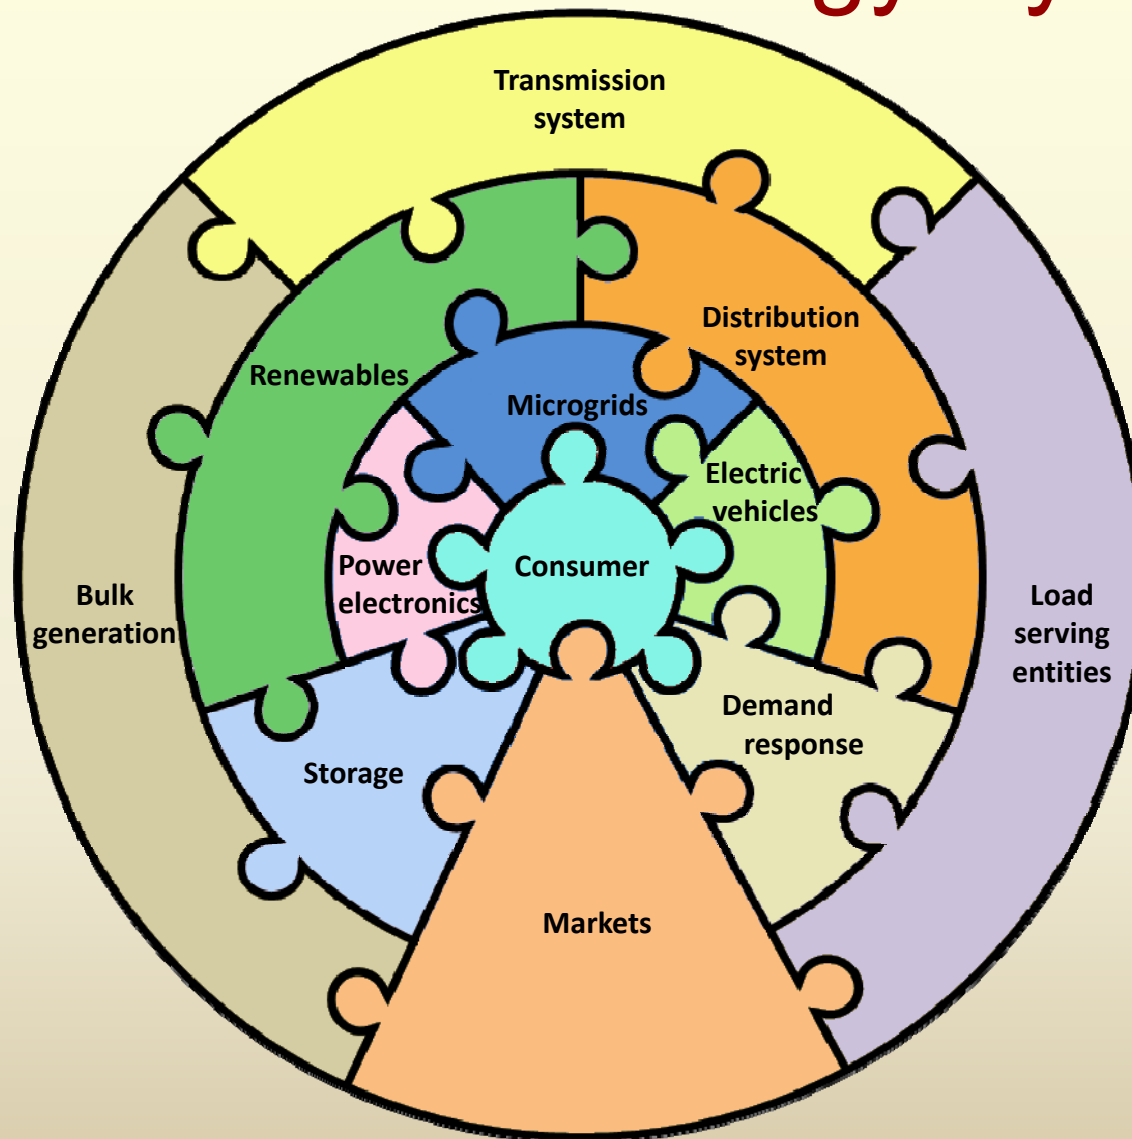 Transmission
system
Distribution
system
Renewables
Microgrids
Electric
vehicles
Power
electronics
Consumer
Bulk
generation
Load
serving
entities
Demand
response
Storage
Markets